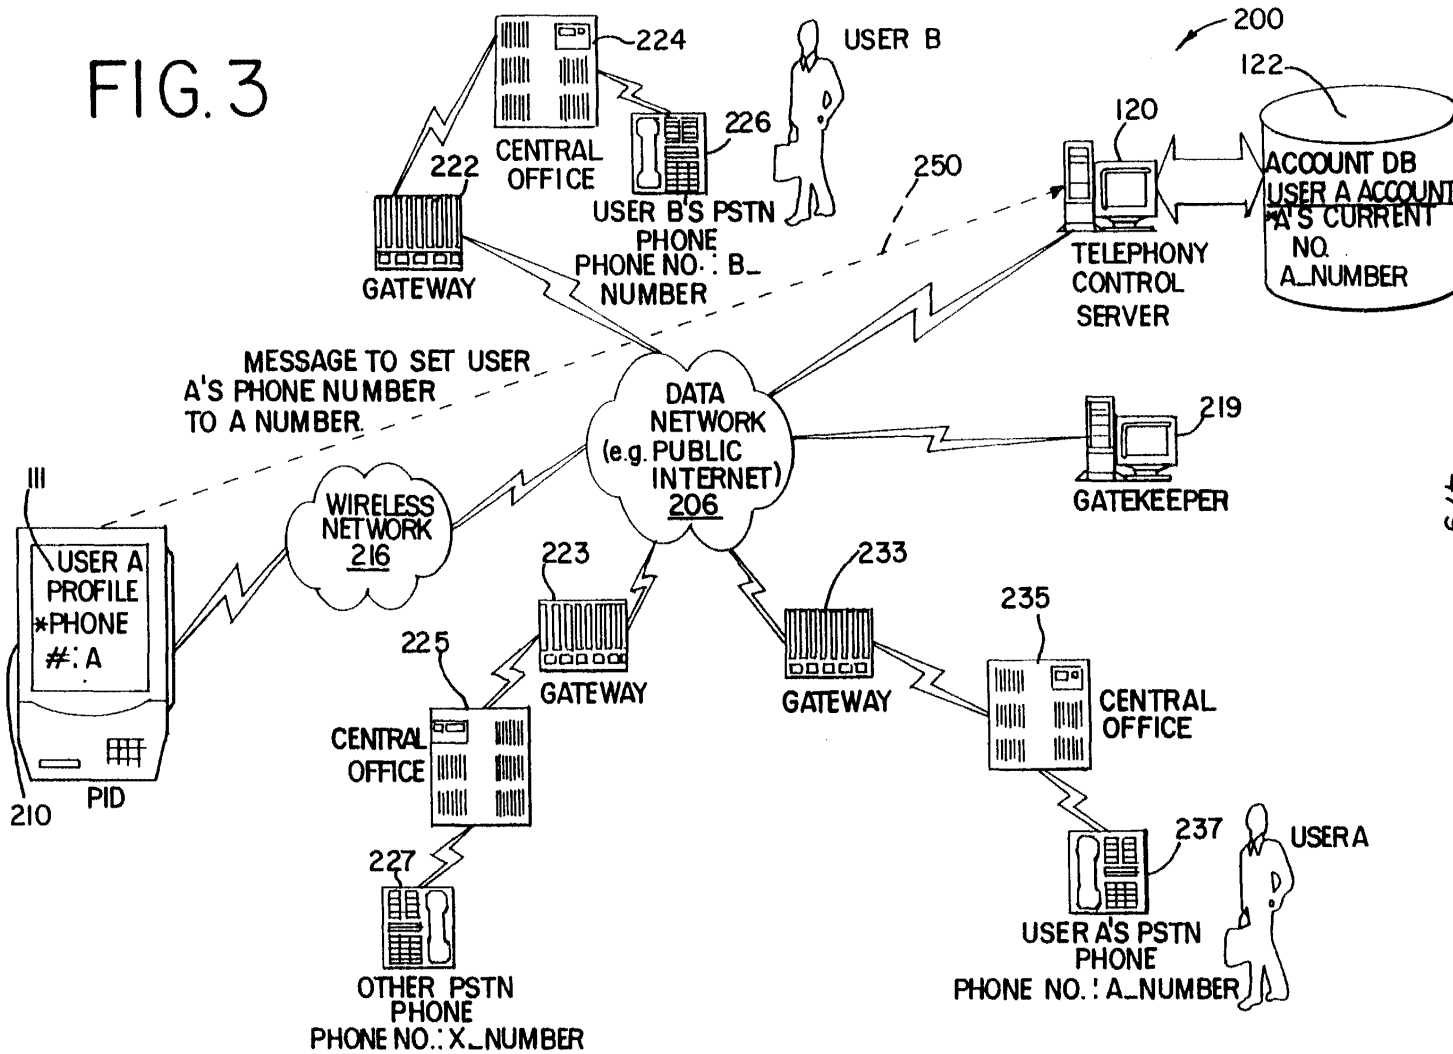 FIG. 3
224
USER B
200
122
CENTRAL
OFFICE
226
120
222
250
ACCOUNT DB
USER A ACCOUNT
*A'S CURRENT
NO.
A_NUMBER
GATEWAY
USER B'S PSTN
PHONE
PHONE NO.: B_
NUMBER
TELEPHONY
CONTROL
SERVER
MESSAGE TO SET USER
A'S PHONE NUMBER
TO A NUMBER.
DATA
NETWORK
(e.g. PUBLIC
INTERNET)
206
219
GATEKEEPER
111
WIRELESS
NETWORK
216
USER A
PROFILE
*PHONE
#: A
210
PID
223
GATEWAY
233
GATEWAY
225
CENTRAL
OFFICE
235
CENTRAL
OFFICE
227
OTHER PSTN
PHONE
PHONE NO.: X_NUMBER
237
USER A
USER A'S PSTN
PHONE
PHONE NO.: A_NUMBER